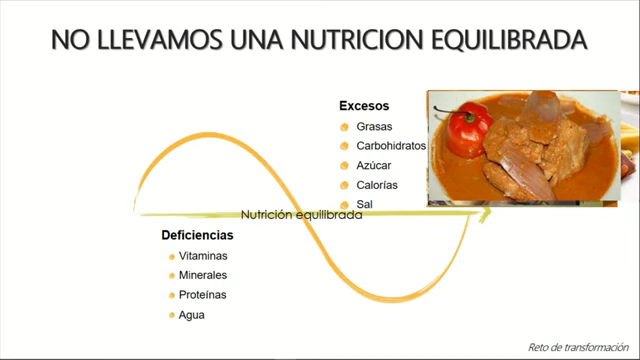 NO LLEVAMOS UNA NUTRICION EQUILIBRADA
Excesos
Grasas
Carbohidratos
Azúcar
Calorías
Sal
Nutrición equilibrada
Deficiencias
Vitaminas
Minerales
Proteínas
Agua
Reto de transformación